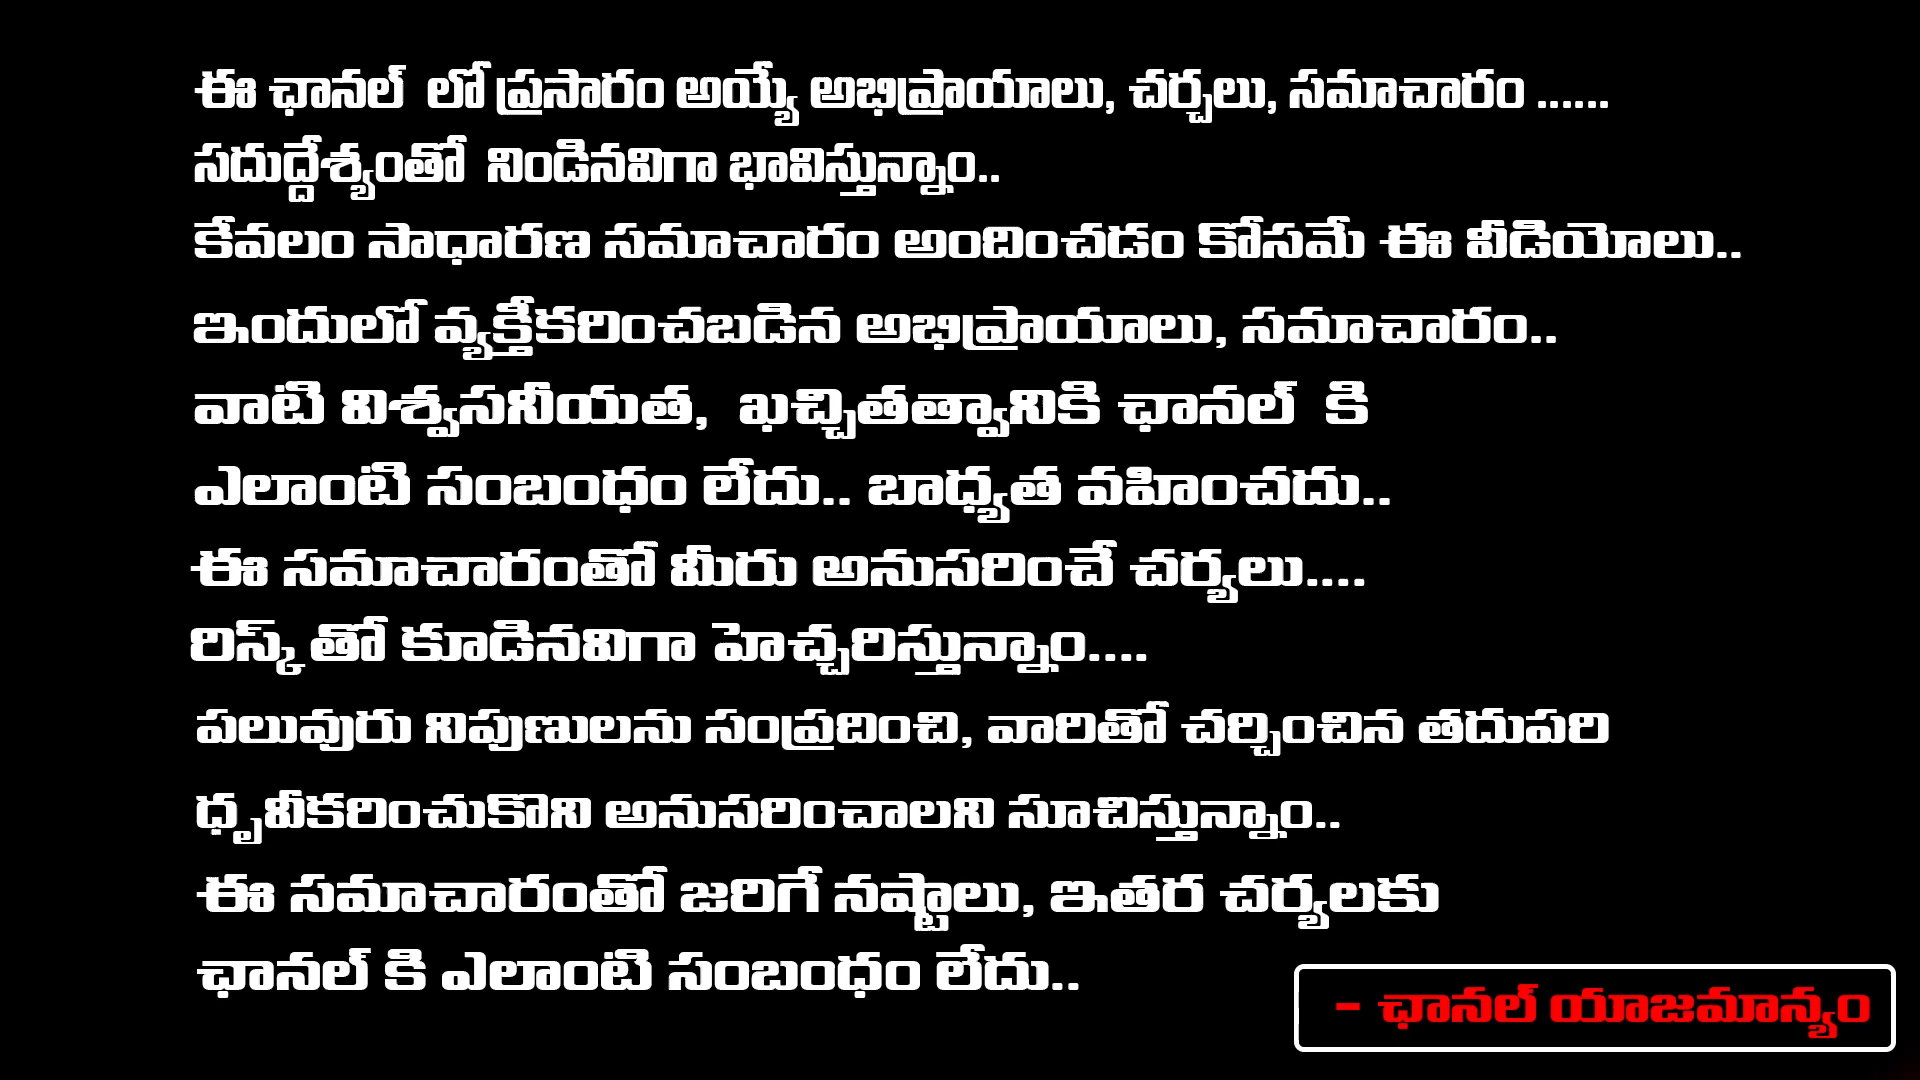 ఈ ఛానల్ లో ప్రసారం అయ్యే అభిప్రాయాలు, చర్చలు, సమాచారం ......
సదుద్దేశ్యంతో నిండినవిగా భావిస్తున్నాం..
కేవలం సాధారణ సమాచారం అందించడం కోసమే ఈ వీడియోలు..
ఇందులో వ్యక్తీకరించబడిన అభిప్రాయాలు, సమాచారం..
వాటి విశ్వసనీయత, ఖచ్చితత్వానికి ఛానల్ కి
ఎలాంటి సంబంధం లేదు.. బాధ్యత వహించదు..
ఈ సమాచారంతో మీరు అనుసరించే చర్యలు....
రిస్క్ తో కూడినవిగా హెచ్చరిస్తున్నాం....
పలువురు నిపుణులను సంప్రదించి, వారితో చర్చించిన తదుపరి
ధృవీకరించుకొని అనుసరించాలని సూచిస్తున్నాం..
ఈ సమాచారంతో జరిగే నష్టాలు, ఇతర చర్యలకు
ఛానల్ కి ఎలాంటి సంబంధం లేదు..
- ఛానల్ యాజమాన్యం